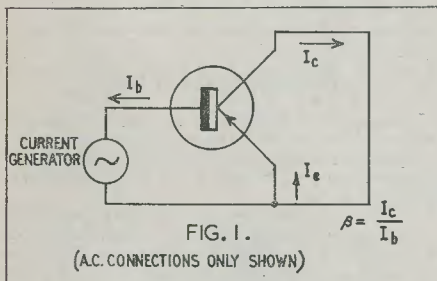 I_b
I_c
CURRENT
GENERATOR
I_e
β = I_c / I_b
FIG. 1.
(A.C. CONNECTIONS ONLY SHOWN)